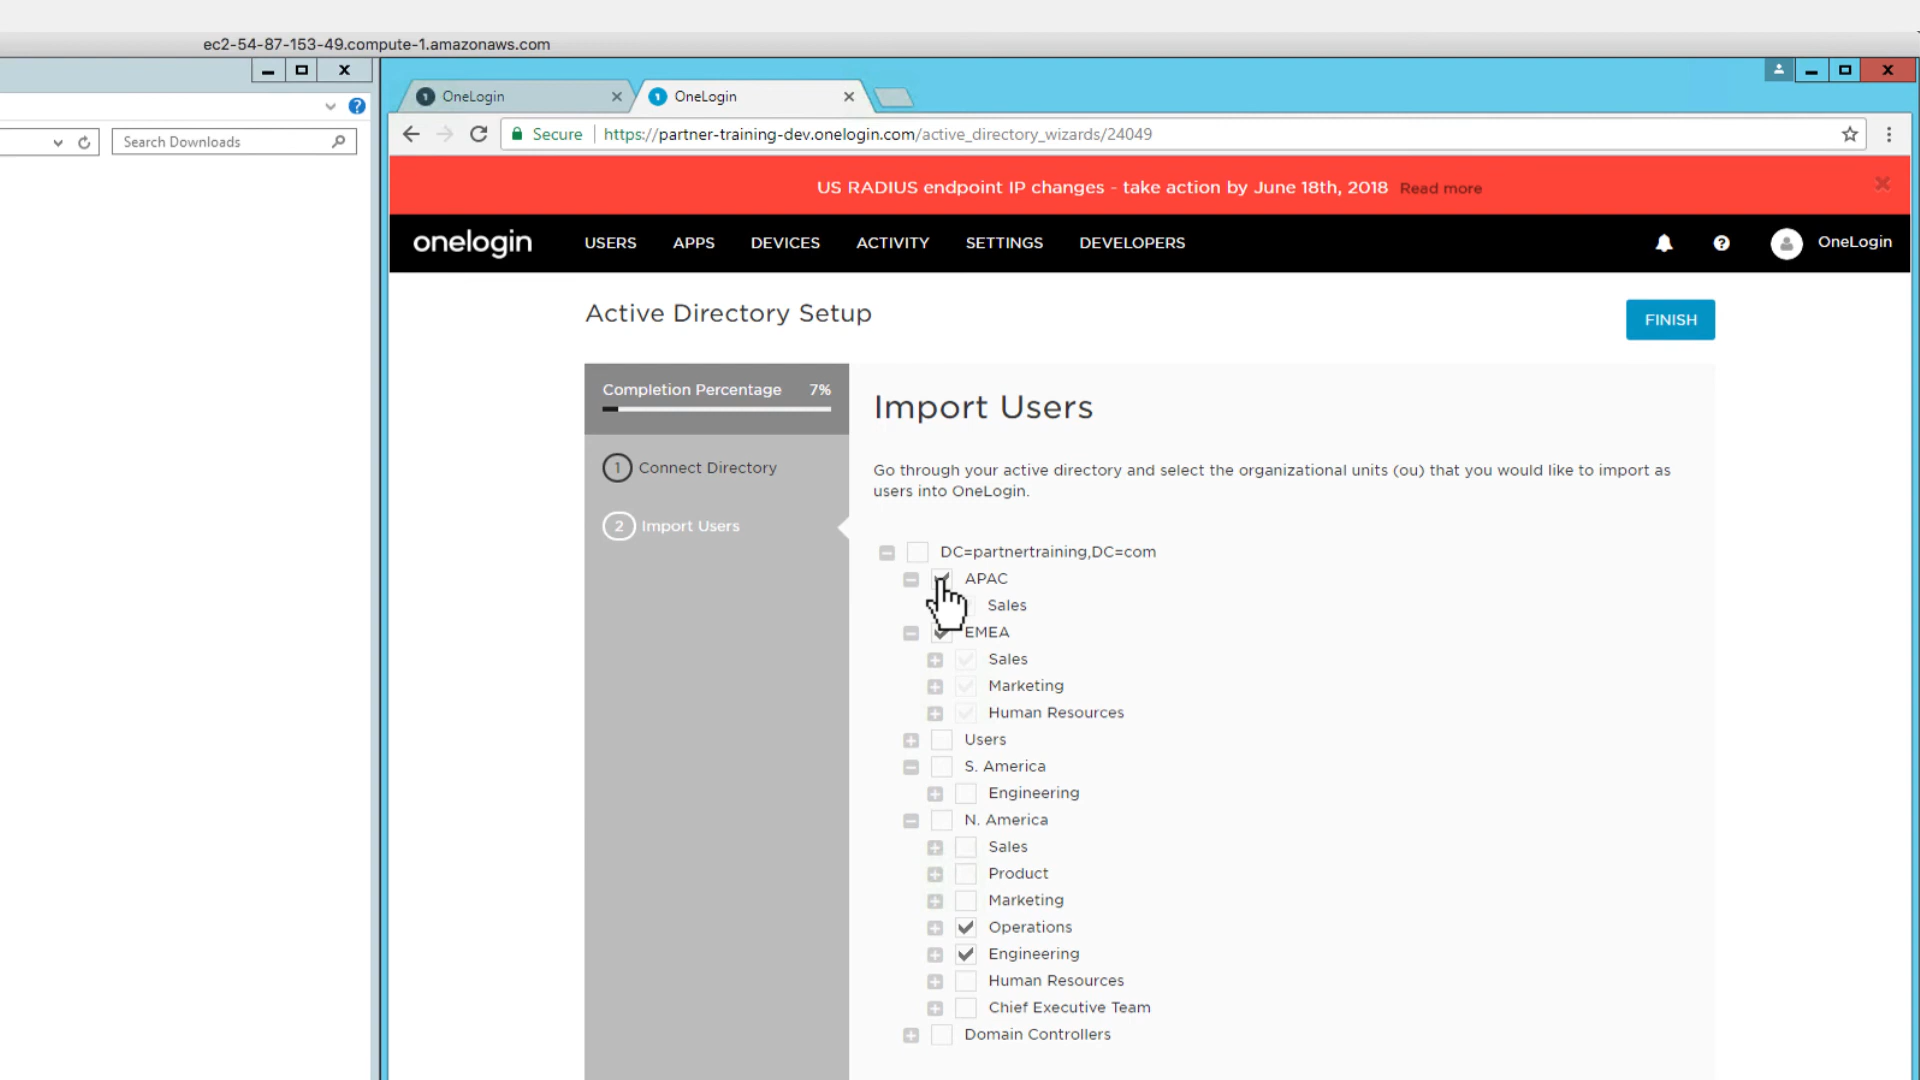 ec2-54-87-153-49.compute-1.amazonaws.com
Search Downloads
1 OneLogin
1 OneLogin
Secure https://partner-training-dev.onelogin.com/active_directory_wizards/24049
US RADIUS endpoint IP changes - take action by June 18th, 2018 Read more
onelogin USERS APPS DEVICES ACTIVITY SETTINGS DEVELOPERS OneLogin
Active Directory Setup
FINISH
Completion Percentage 7%
1 Connect Directory
2 Import Users
Import Users
Go through your active directory and select the organizational units (ou) that you would like to import as
users into OneLogin.
DC=partnertraining,DC=com
APAC
Sales
EMEA
Sales
Marketing
Human Resources
Users
S. America
Engineering
N. America
Sales
Product
Marketing
Operations
Engineering
Human Resources
Chief Executive Team
Domain Controllers